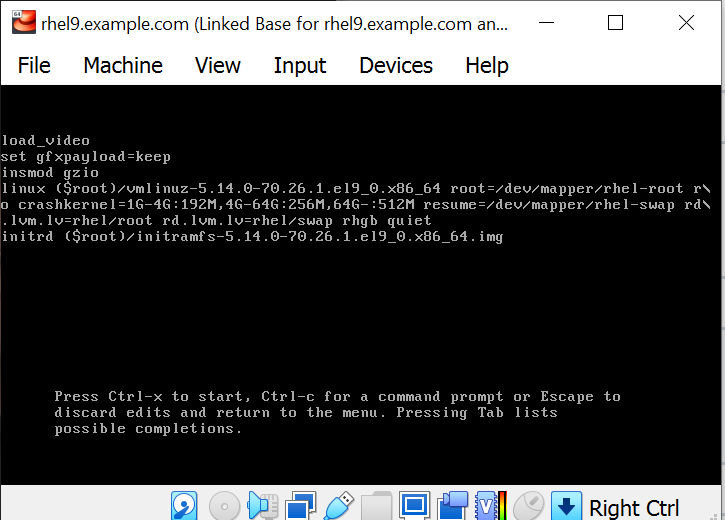 rhel9.example.com (Linked Base for rhel9.example.com an...
File Machine View Input Devices Help
load_video
set gfxpayload=keep
insmod gzio
linux ($root)/vmlinuz-5.14.0-70.26.1.el9_0.x86_64 root=/dev/mapper/rhel-root r\
o crashkernel=1G-4G:192M,4G-64G:256M,64G-:512M resume=/dev/mapper/rhel-swap rd\
.lvm.lv=rhel/root rd.lvm.lv=rhel/swap rhgb quiet
initrd ($root)/initramfs-5.14.0-70.26.1.el9_0.x86_64.img
Press Ctrl-x to start, Ctrl-c for a command prompt or Escape to
discard edits and return to the menu. Pressing Tab lists
possible completions.
Right Ctrl